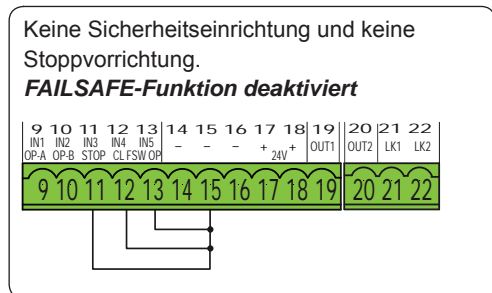 Keine Sicherheitseinrichtung und keine
Stoppvorrichtung.
FAILSAFE-Funktion deaktiviert
9 10 11 12 13 14 15 16 17 18 19 20 21 22
IN1 IN2 IN3 IN4 IN5 - - - + + OUT1 OUT2 LK1 LK2
OP-A OP-B STOP CL FSW OP 24V
9 10 11 12 13 14 15 16 17 18 19 20 21 22